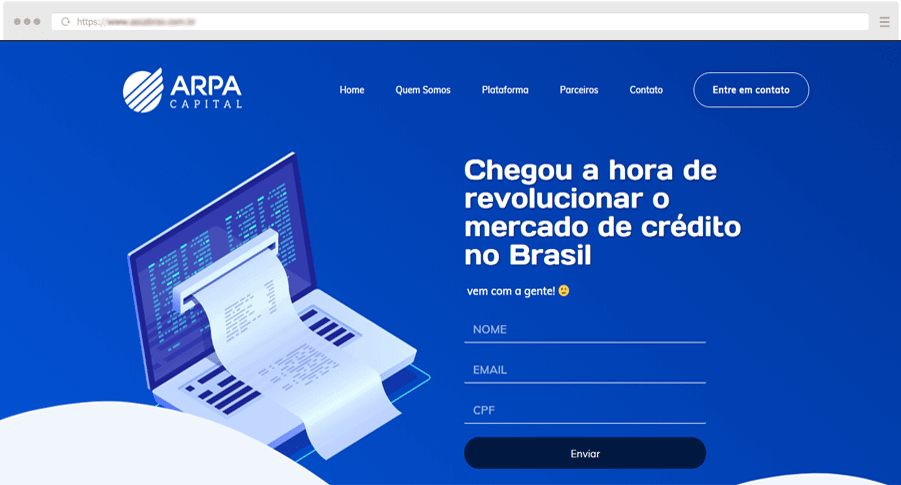 https://
ARPA
CAPITAL
Home
Quem Somos
Plataforma
Parceiros
Contato
Entre em contato
Chegou a hora de
revolucionar o
mercado de crédito
no Brasil
vem com a gente! 🙂
NOME
EMAIL
CPF
Enviar